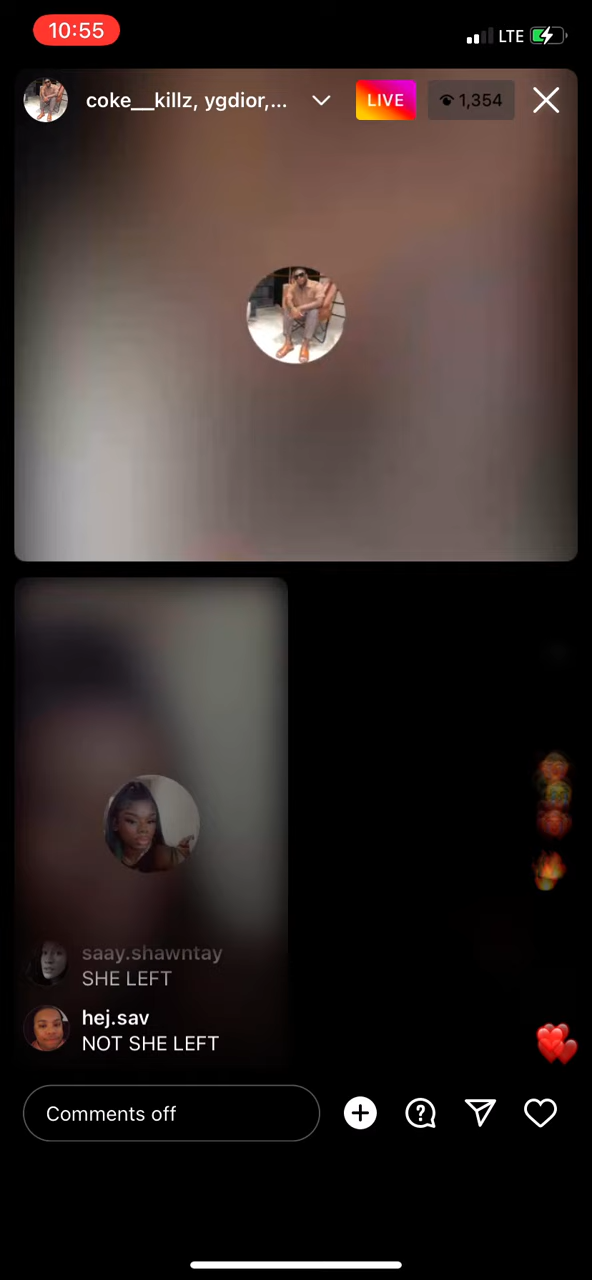 10:55
LTE
coke__killz, ygdior,...
LIVE
1,354
saay.shawntay
SHE LEFT
hej.sav
NOT SHE LEFT
Comments off